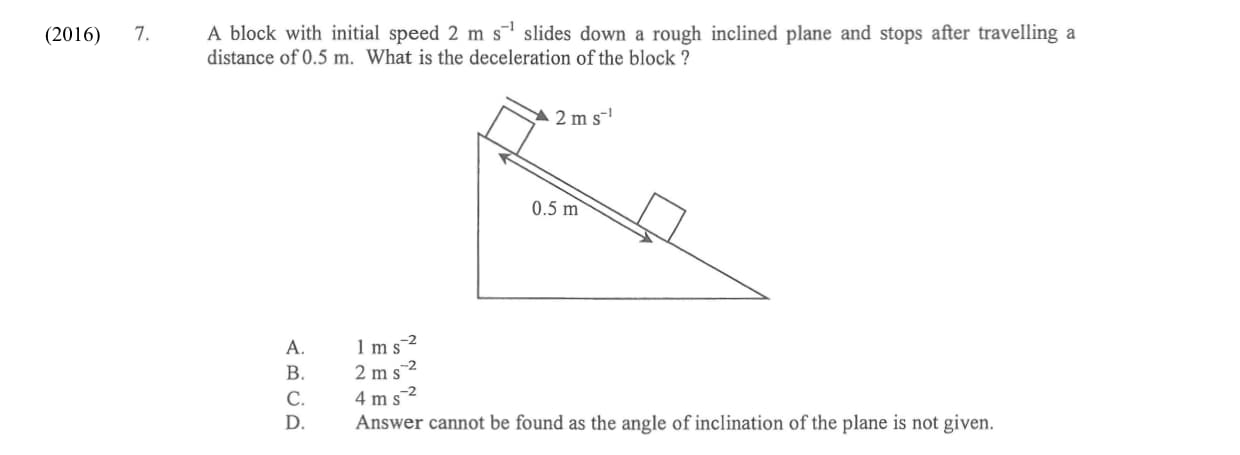 (2016) 7. A block with initial speed 2 m s⁻¹ slides down a rough inclined plane and stops after travelling a
distance of 0.5 m. What is the deceleration of the block ?
2 m s⁻¹
0.5 m
A. 1 m s⁻²
B. 2 m s⁻²
C. 4 m s⁻²
D. Answer cannot be found as the angle of inclination of the plane is not given.